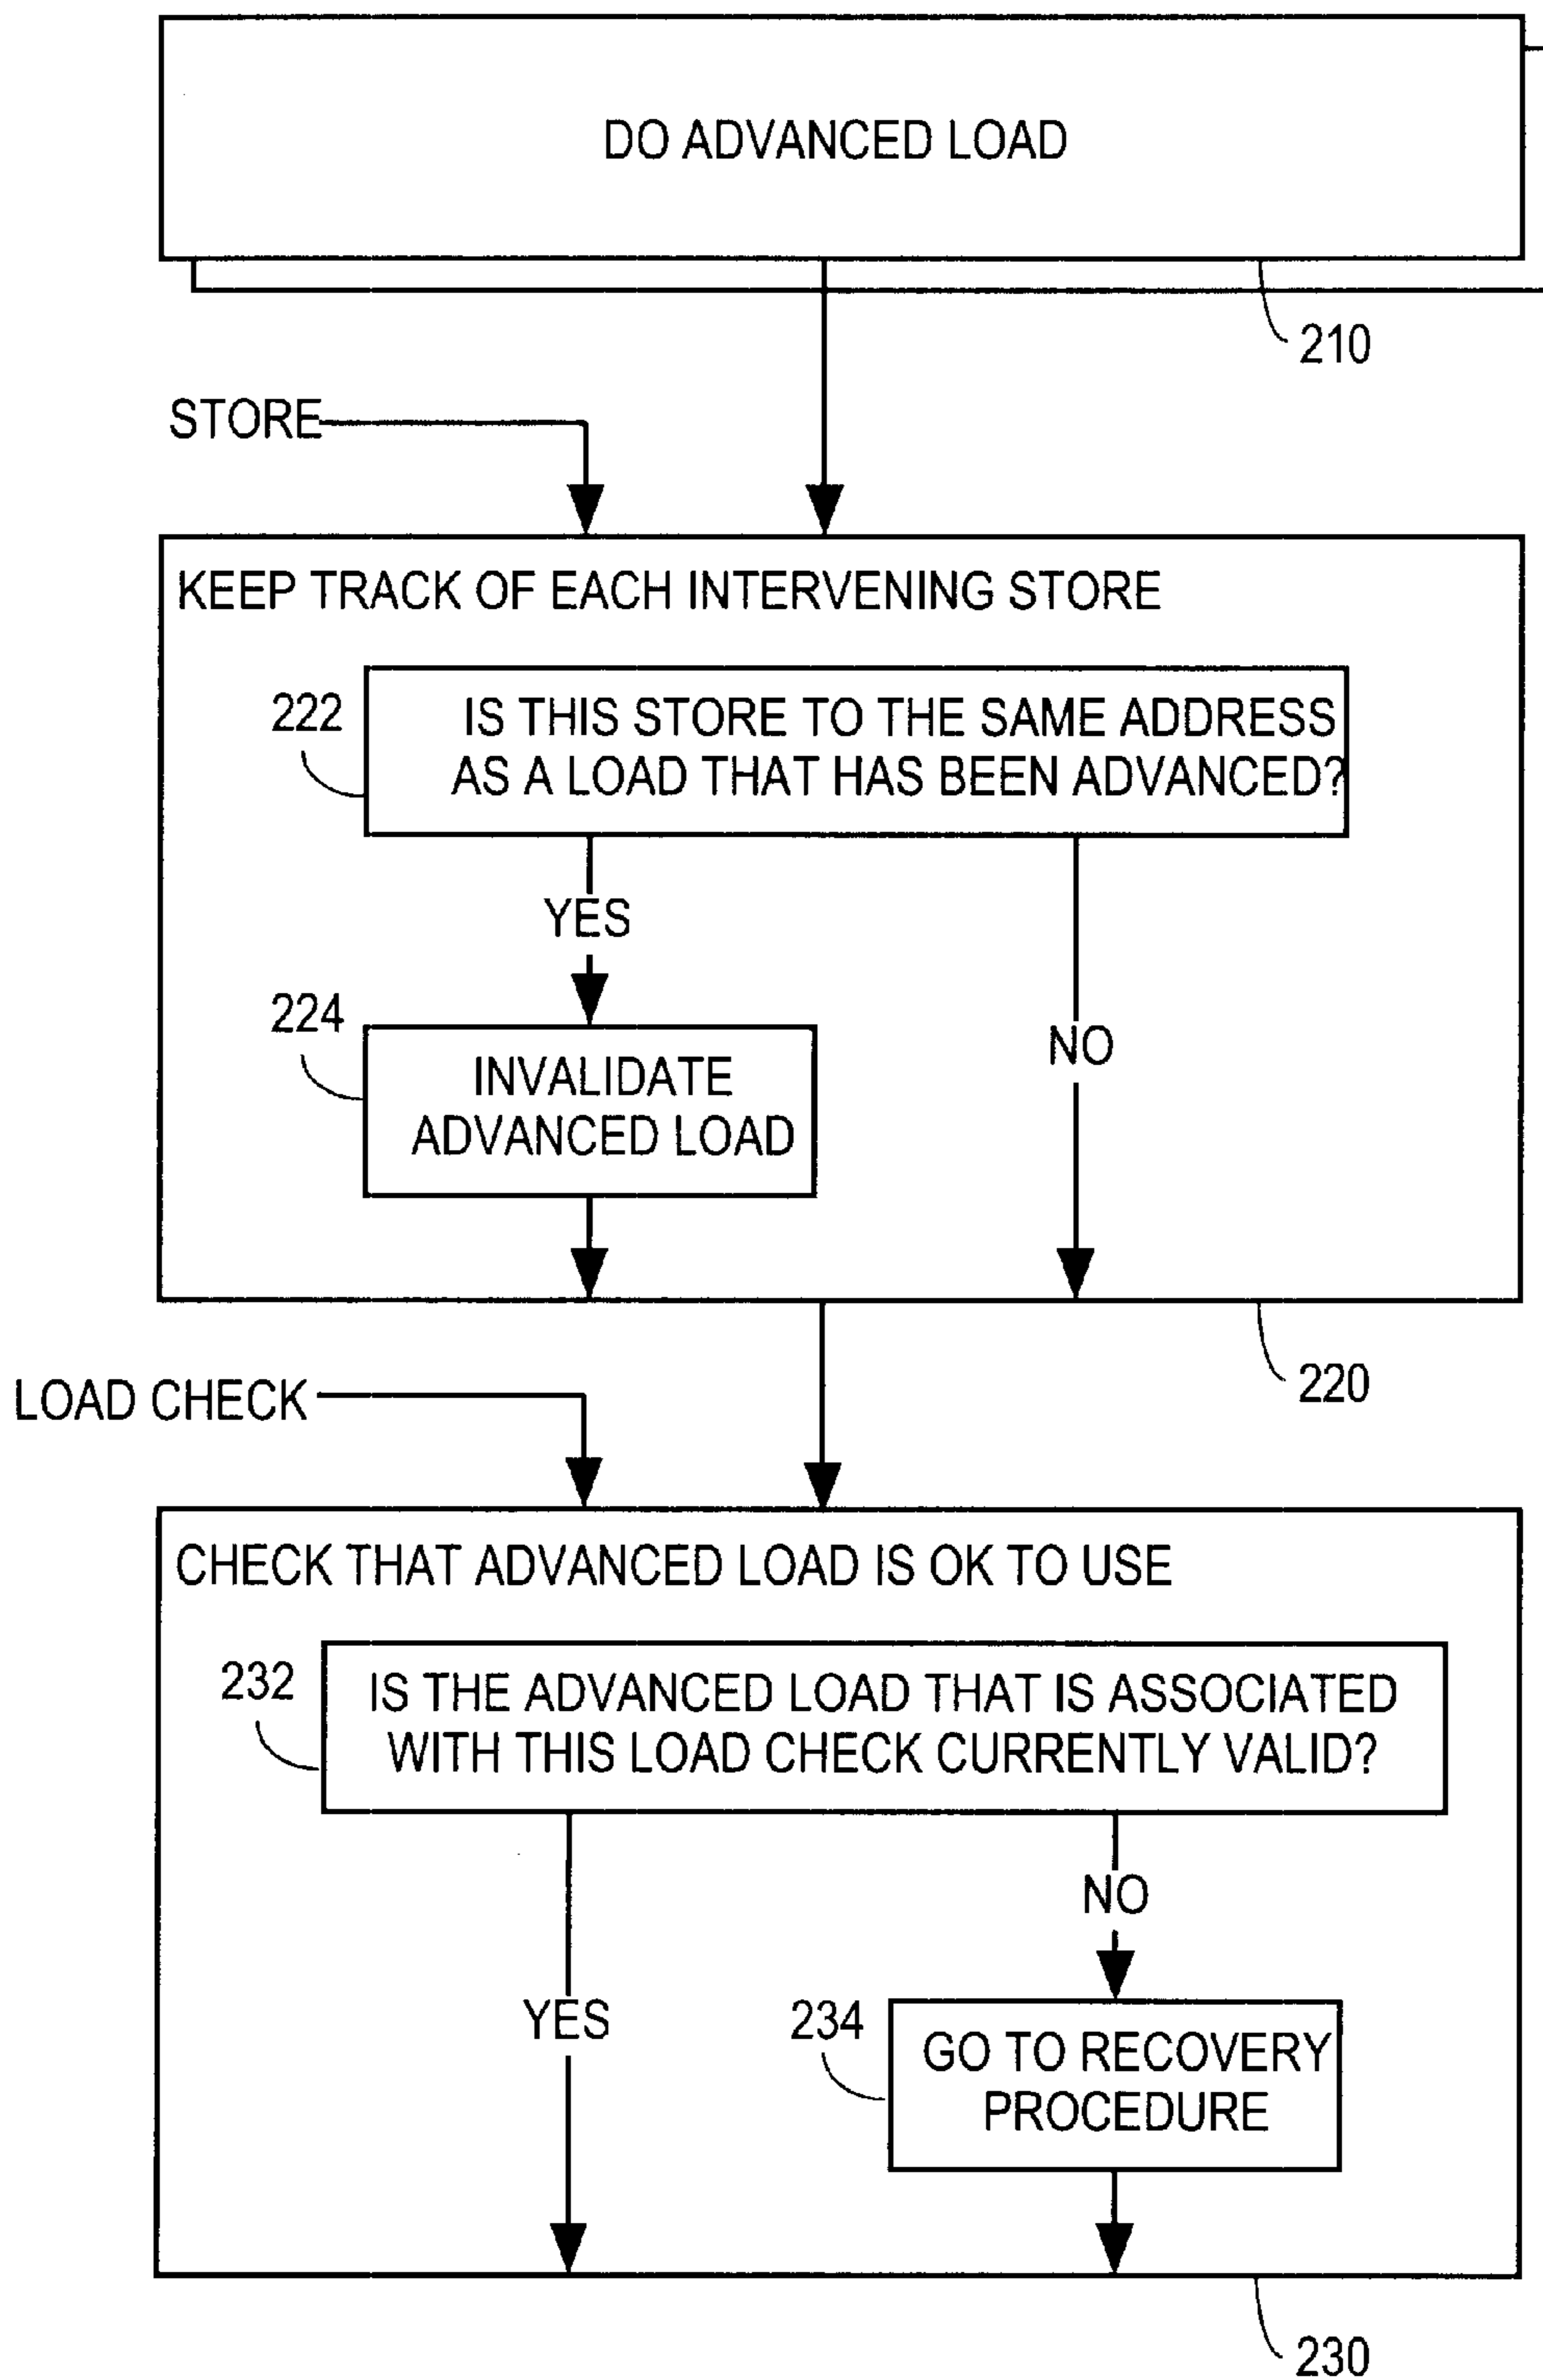 DO ADVANCED LOAD
210
STORE
KEEP TRACK OF EACH INTERVENING STORE
222
IS THIS STORE TO THE SAME ADDRESS
AS A LOAD THAT HAS BEEN ADVANCED?
YES
224
NO
INVALIDATE
ADVANCED LOAD
220
LOAD CHECK
CHECK THAT ADVANCED LOAD IS OK TO USE
232
IS THE ADVANCED LOAD THAT IS ASSOCIATED
WITH THIS LOAD CHECK CURRENTLY VALID?
NO
YES
234
GO TO RECOVERY
PROCEDURE
230